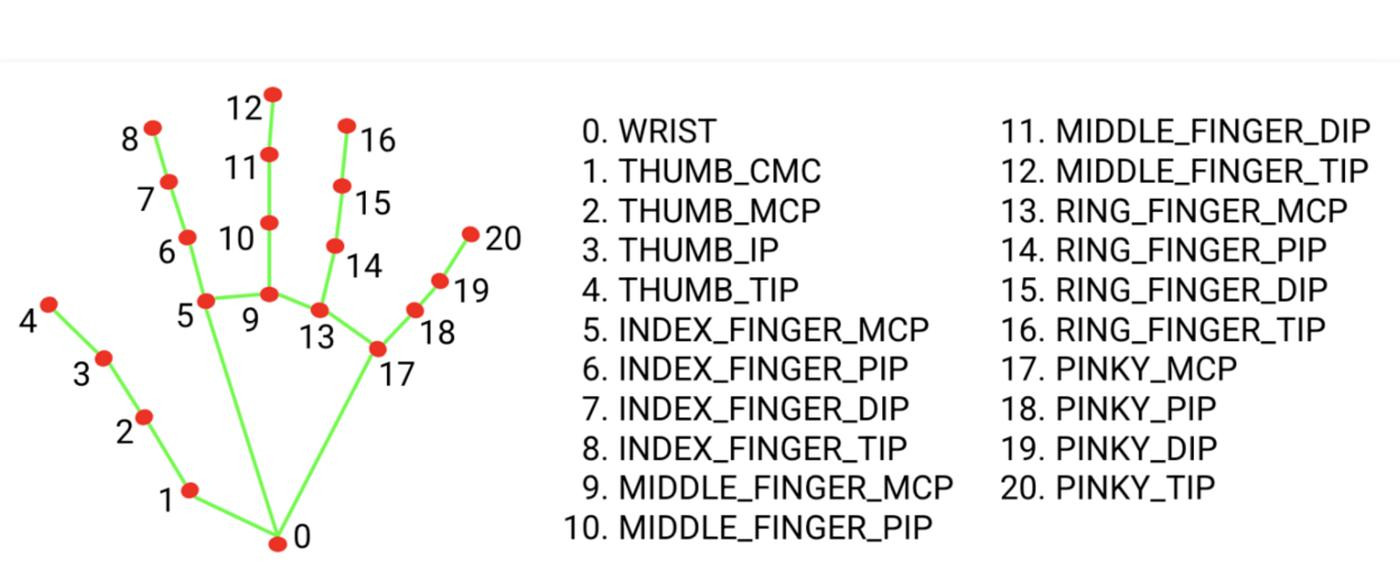 12
8
16
11
7
15
10
6
14
20
19
4
5
9
13
18
3
17
2
1
0
0. WRIST
1. THUMB_CMC
2. THUMB_MCP
3. THUMB_IP
4. THUMB_TIP
5. INDEX_FINGER_MCP
6. INDEX_FINGER_PIP
7. INDEX_FINGER_DIP
8. INDEX_FINGER_TIP
9. MIDDLE_FINGER_MCP
10. MIDDLE_FINGER_PIP
11. MIDDLE_FINGER_DIP
12. MIDDLE_FINGER_TIP
13. RING_FINGER_MCP
14. RING_FINGER_PIP
15. RING_FINGER_DIP
16. RING_FINGER_TIP
17. PINKY_MCP
18. PINKY_PIP
19. PINKY_DIP
20. PINKY_TIP